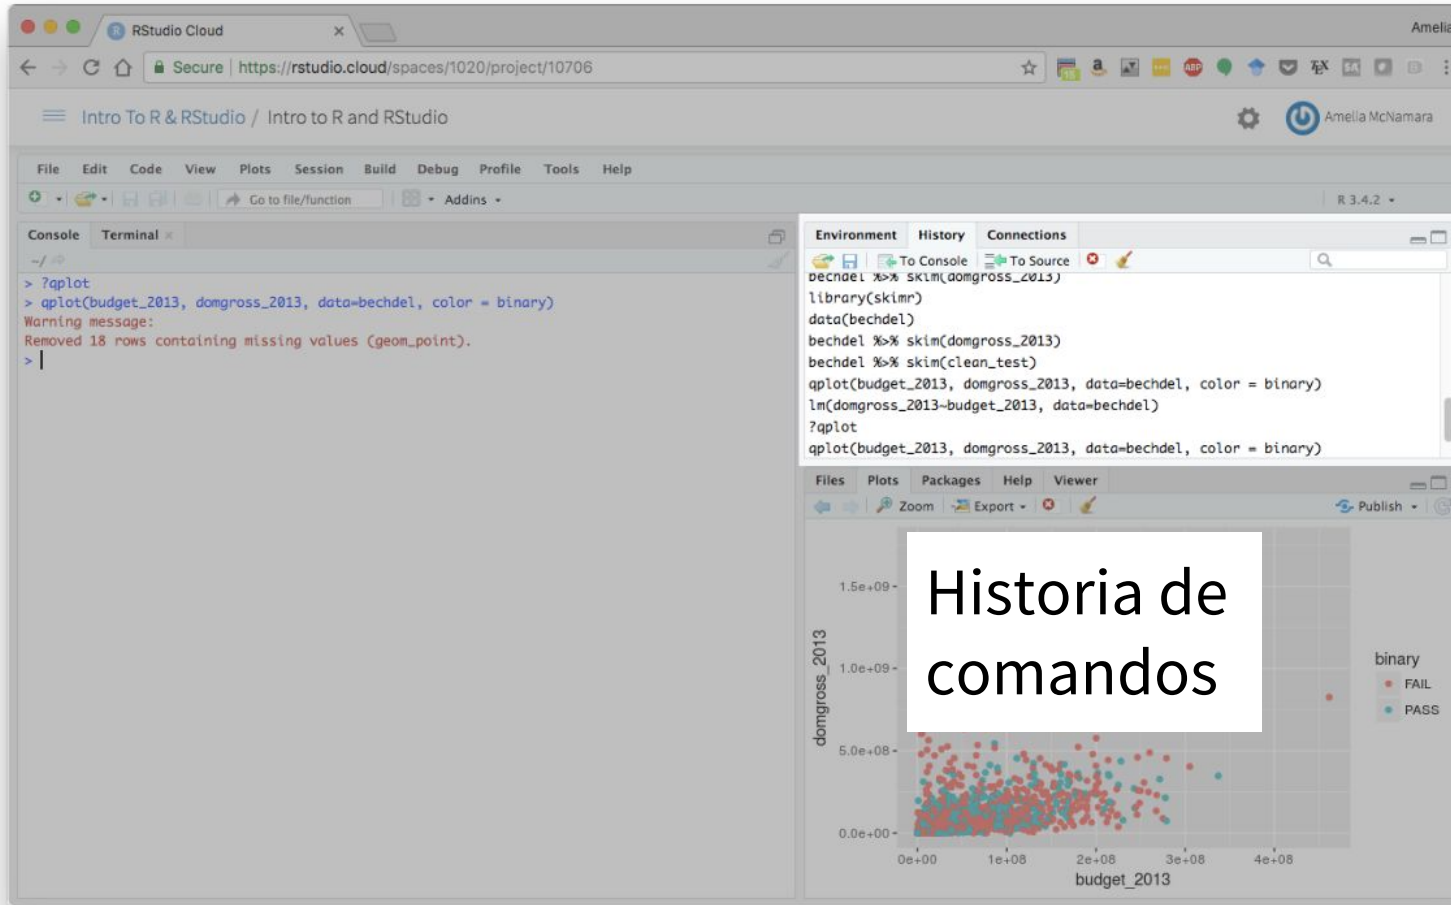 RStudio Cloud
Amelia
Secure | https://rstudio.cloud/spaces/1020/project/10706
Intro To R & RStudio / Intro to R and RStudio
Amelia McNamara
File Edit Code View Plots Session Build Debug Profile Tools Help
Go to file/function Addins
R 3.4.2
Console Terminal
~/
> ?qplot
> qplot(budget_2013, domgross_2013, data=bechdel, color = binary)
Warning message:
Removed 18 rows containing missing values (geom_point).
>
Environment History Connections
To Console To Source
bechdel %>% skim(domgross_2013)
library(skimr)
data(bechdel)
bechdel %>% skim(domgross_2013)
bechdel %>% skim(clean_test)
qplot(budget_2013, domgross_2013, data=bechdel, color = binary)
lm(domgross_2013~budget_2013, data=bechdel)
?qplot
qplot(budget_2013, domgross_2013, data=bechdel, color = binary)
Files Plots Packages Help Viewer
Zoom Export Publish
Historia de
comandos
domgross_2013
1.5e+09
1.0e+09
5.0e+08
0.0e+00
0e+00 1e+08 2e+08 3e+08 4e+08
budget_2013
binary
FAIL
PASS